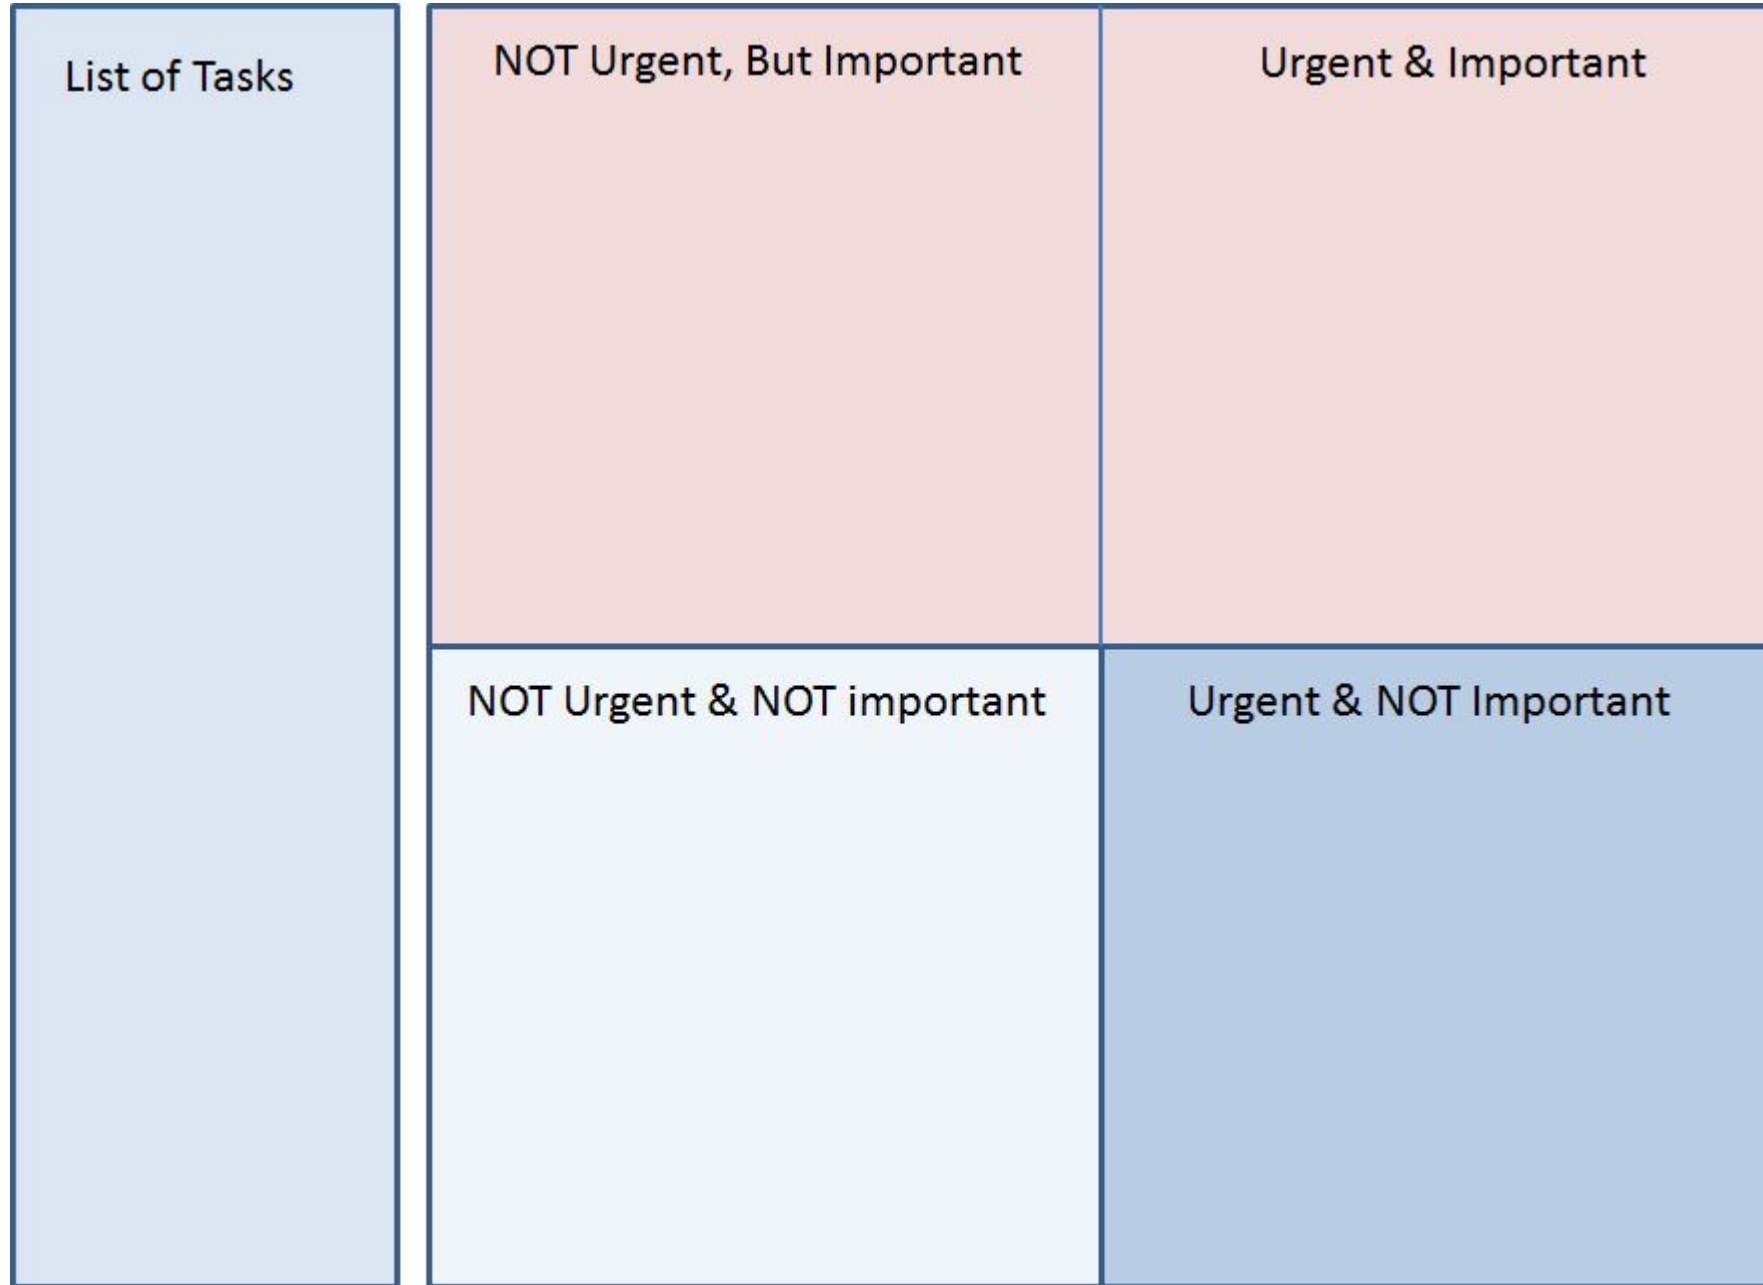 List of Tasks
NOT Urgent, But Important
Urgent & Important
NOT Urgent & NOT important
Urgent & NOT Important